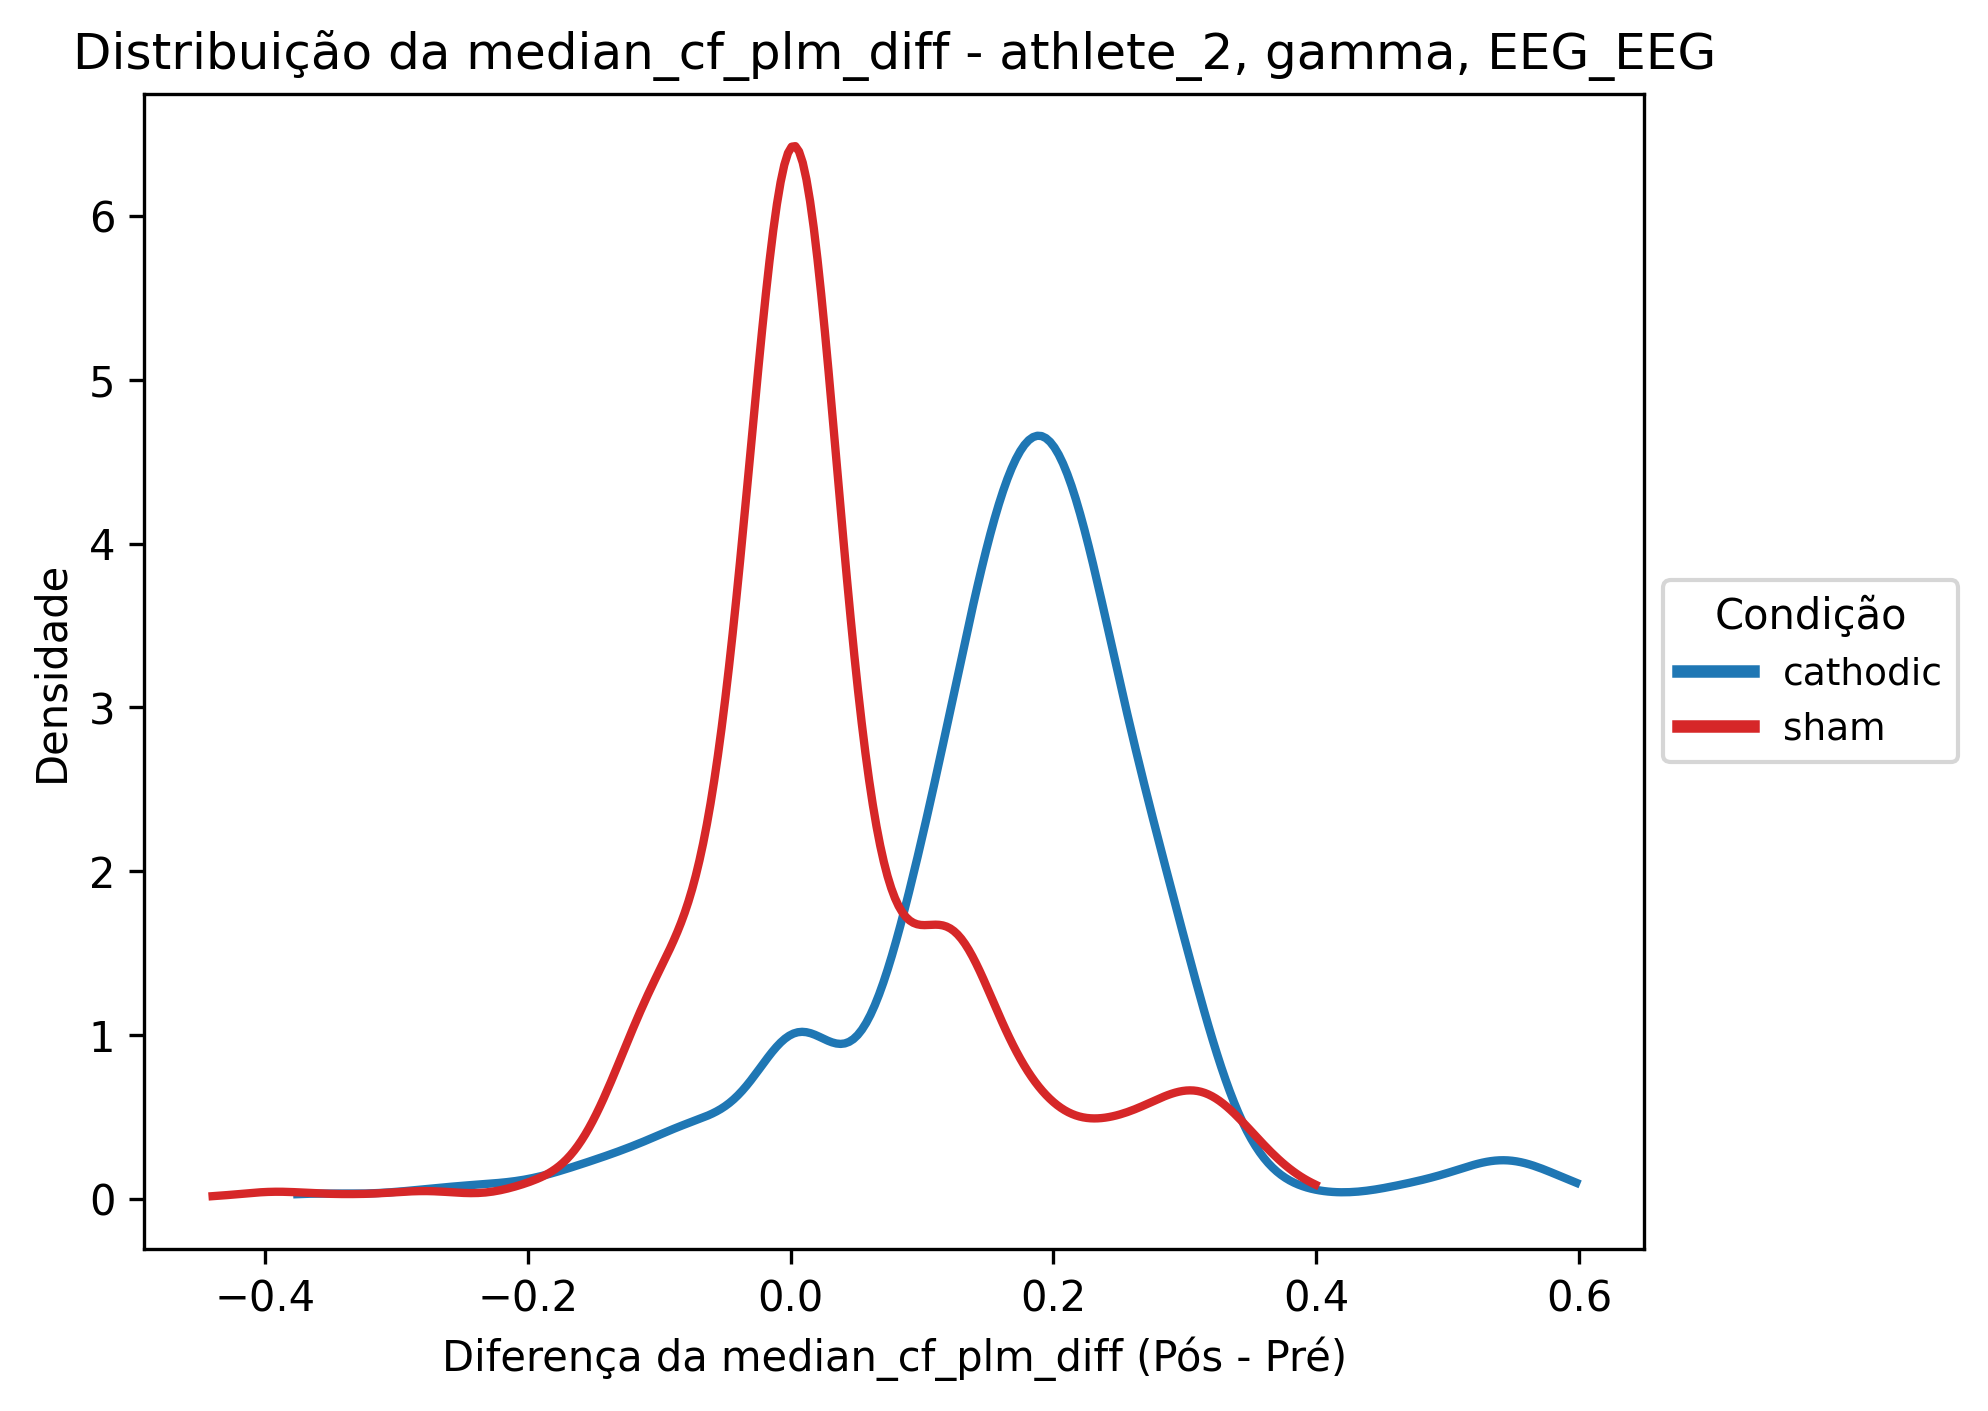 Distribuição da median_cf_plm_diff - athlete_2, gamma, EEG_EEG
Densidade
6
5
4
3
2
1
0
−0.4
−0.2
0.0
0.2
0.4
0.6
Diferença da median_cf_plm_diff (Pós - Pré)
Condição
cathodic
sham